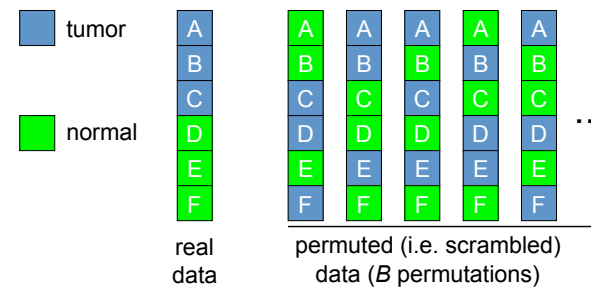 tumor
normal
A A A A A A
B B B B B B
C C C C C C
D D D D D D
E E E E E E
F F F F F F
...
real
data
permuted (i.e. scrambled)
data (B permutations)